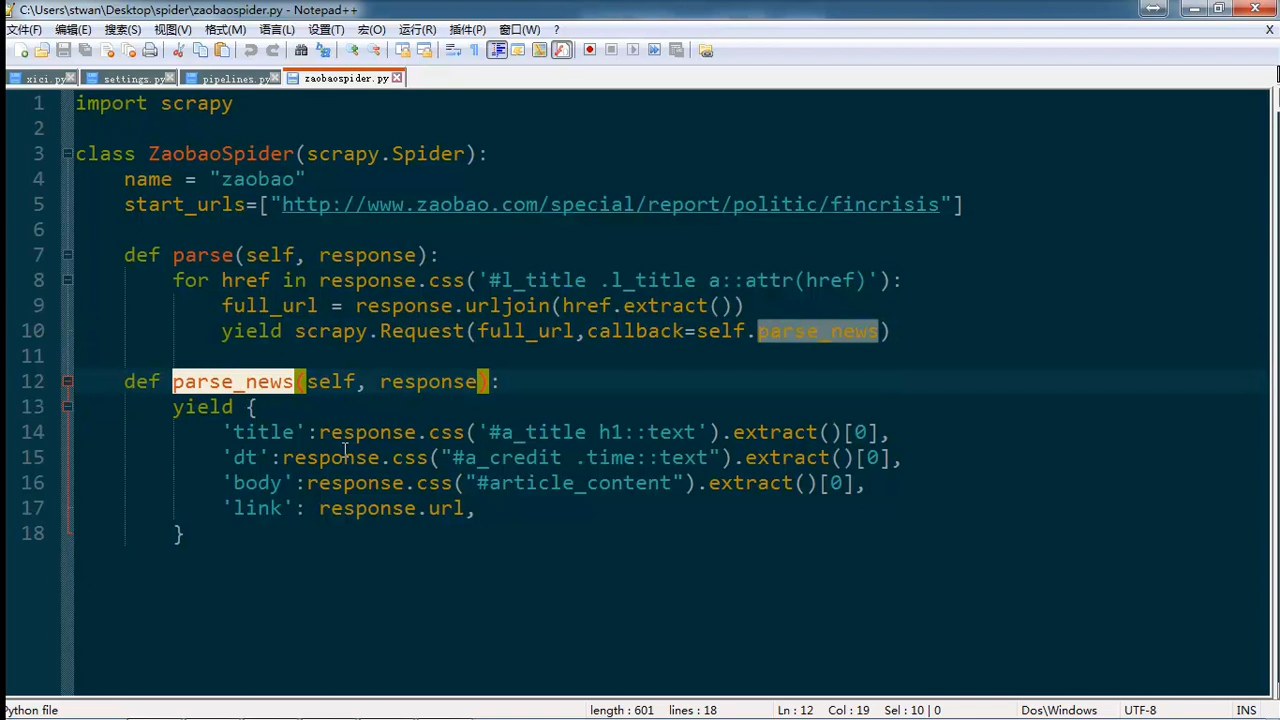 C:\Users\stwan\Desktop\spider\zaobaospider.py - Notepad++
文件(F) 编辑(E) 搜索(S) 视图(V) 格式(M) 语言(L) 设置(T) 宏(O) 运行(R) 插件(P) 窗口(W) ? X
xici.py settings.py pipelines.py zaobaospider.py
1 import scrapy
2
3 class ZaobaoSpider(scrapy.Spider):
4 name = "zaobao"
5 start_urls=["http://www.zaobao.com/special/report/politic/fincrisis"]
6
7 def parse(self, response):
8 for href in response.css('#l_title .l_title a::attr(href)'):
9 full_url = response.urljoin(href.extract())
10 yield scrapy.Request(full_url,callback=self.parse_news)
11
12 def parse_news(self, response):
13 yield {
14 'title':response.css('#a_title h1::text').extract()[0],
15 'dt':response.css("#a_credit .time::text").extract()[0],
16 'body':response.css("#article_content").extract()[0],
17 'link': response.url,
18 }
Python file length : 601 lines : 18 Ln : 12 Col : 19 Sel : 10 | 0 Dos\Windows UTF-8 INS